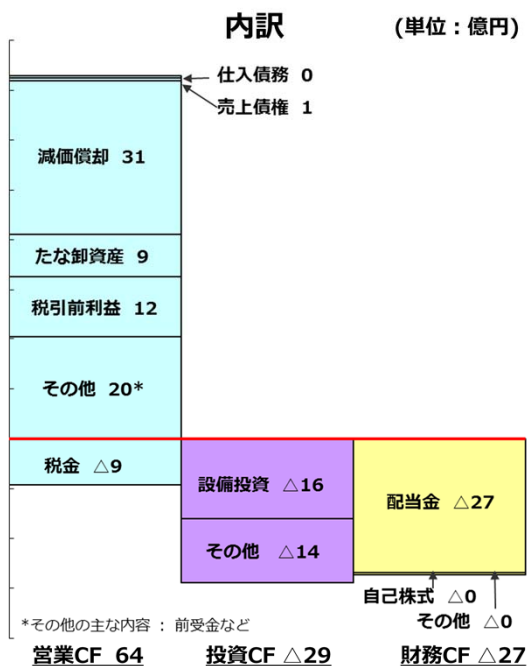 内訳 (単位：億円)
仕入債務 0
売上債権 1
減価償却 31
たな卸資産 9
税引前利益 12
その他 20*
税金 △9
設備投資 △16
配当金 △27
その他 △14
自己株式 △0
その他 △0
*その他の主な内容 ： 前受金など
営業CF 64 投資CF △29 財務CF △27